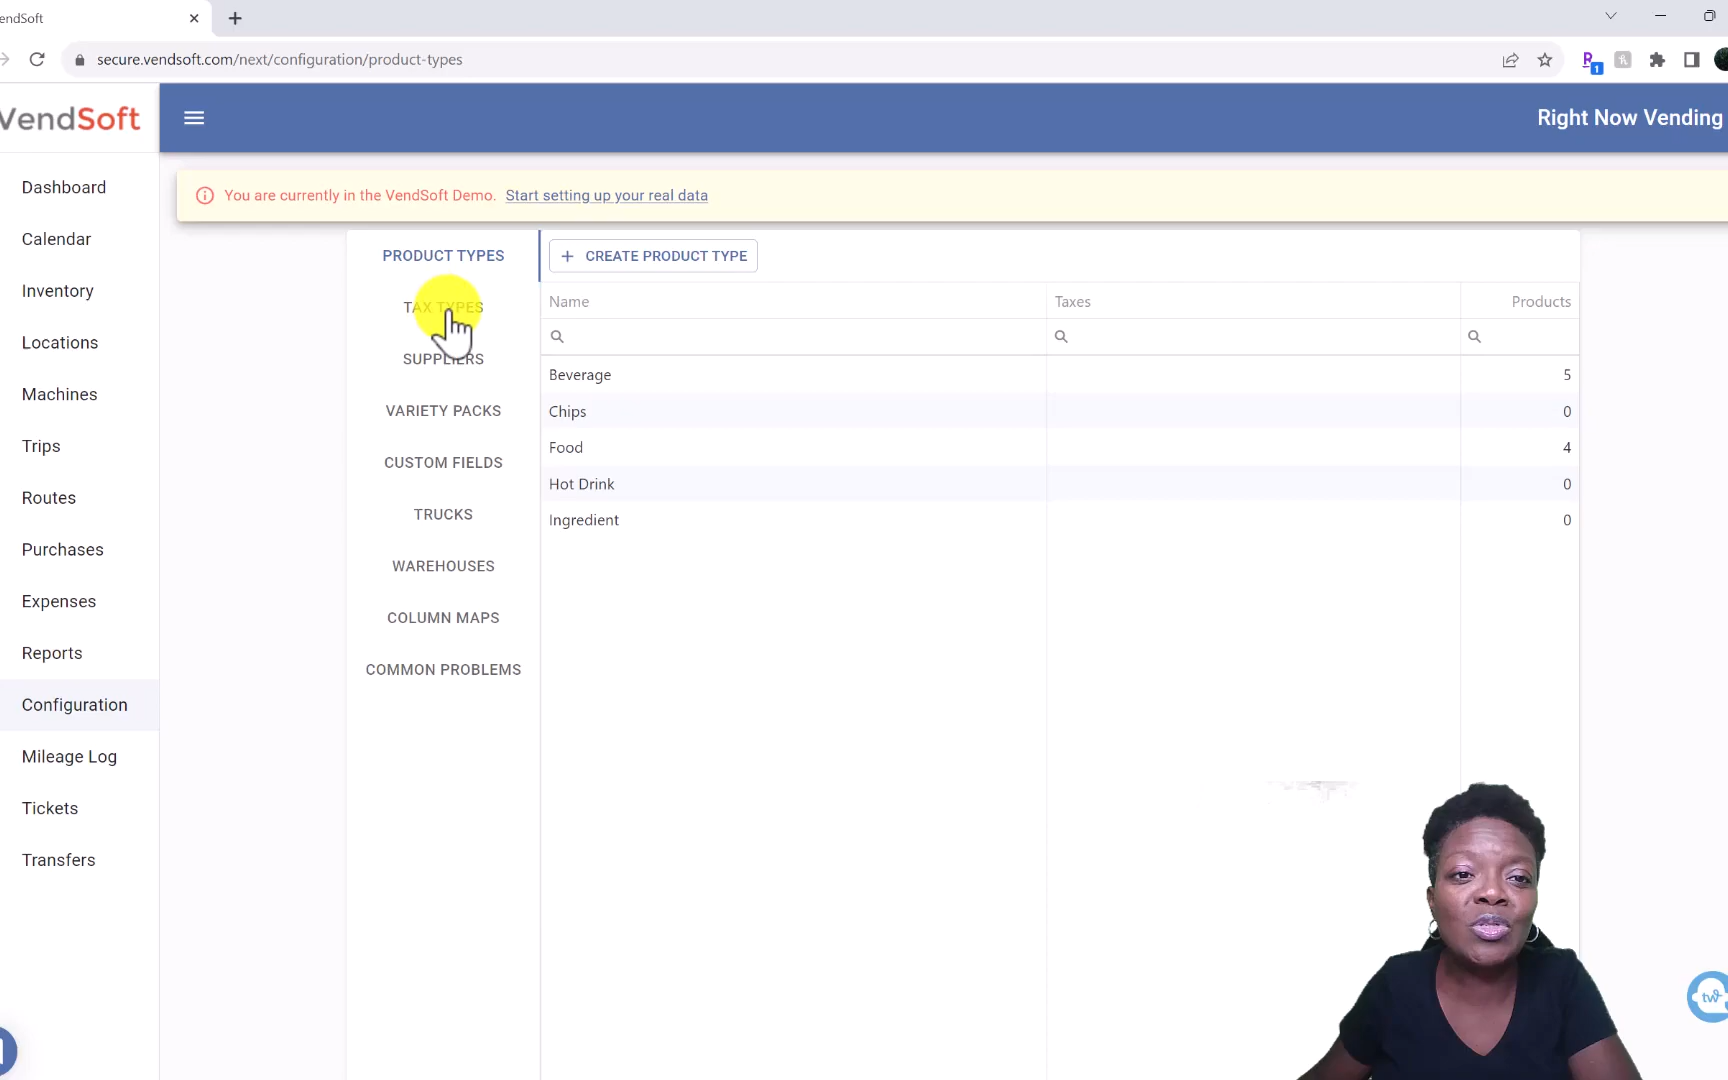 endSoft
secure.vendsoft.com/next/configuration/product-types
1
VendSoft
Right Now Vending
You are currently in the VendSoft Demo. Start setting up your real data
Dashboard
Calendar
Inventory
Locations
Machines
Trips
Routes
Purchases
Expenses
Reports
Configuration
Mileage Log
Tickets
Transfers
PRODUCT TYPES
TAX TYPES
SUPPLIERS
VARIETY PACKS
CUSTOM FIELDS
TRUCKS
WAREHOUSES
COLUMN MAPS
COMMON PROBLEMS
+ CREATE PRODUCT TYPE
Name Taxes Products
Beverage 5
Chips 0
Food 4
Hot Drink 0
Ingredient 0
tw